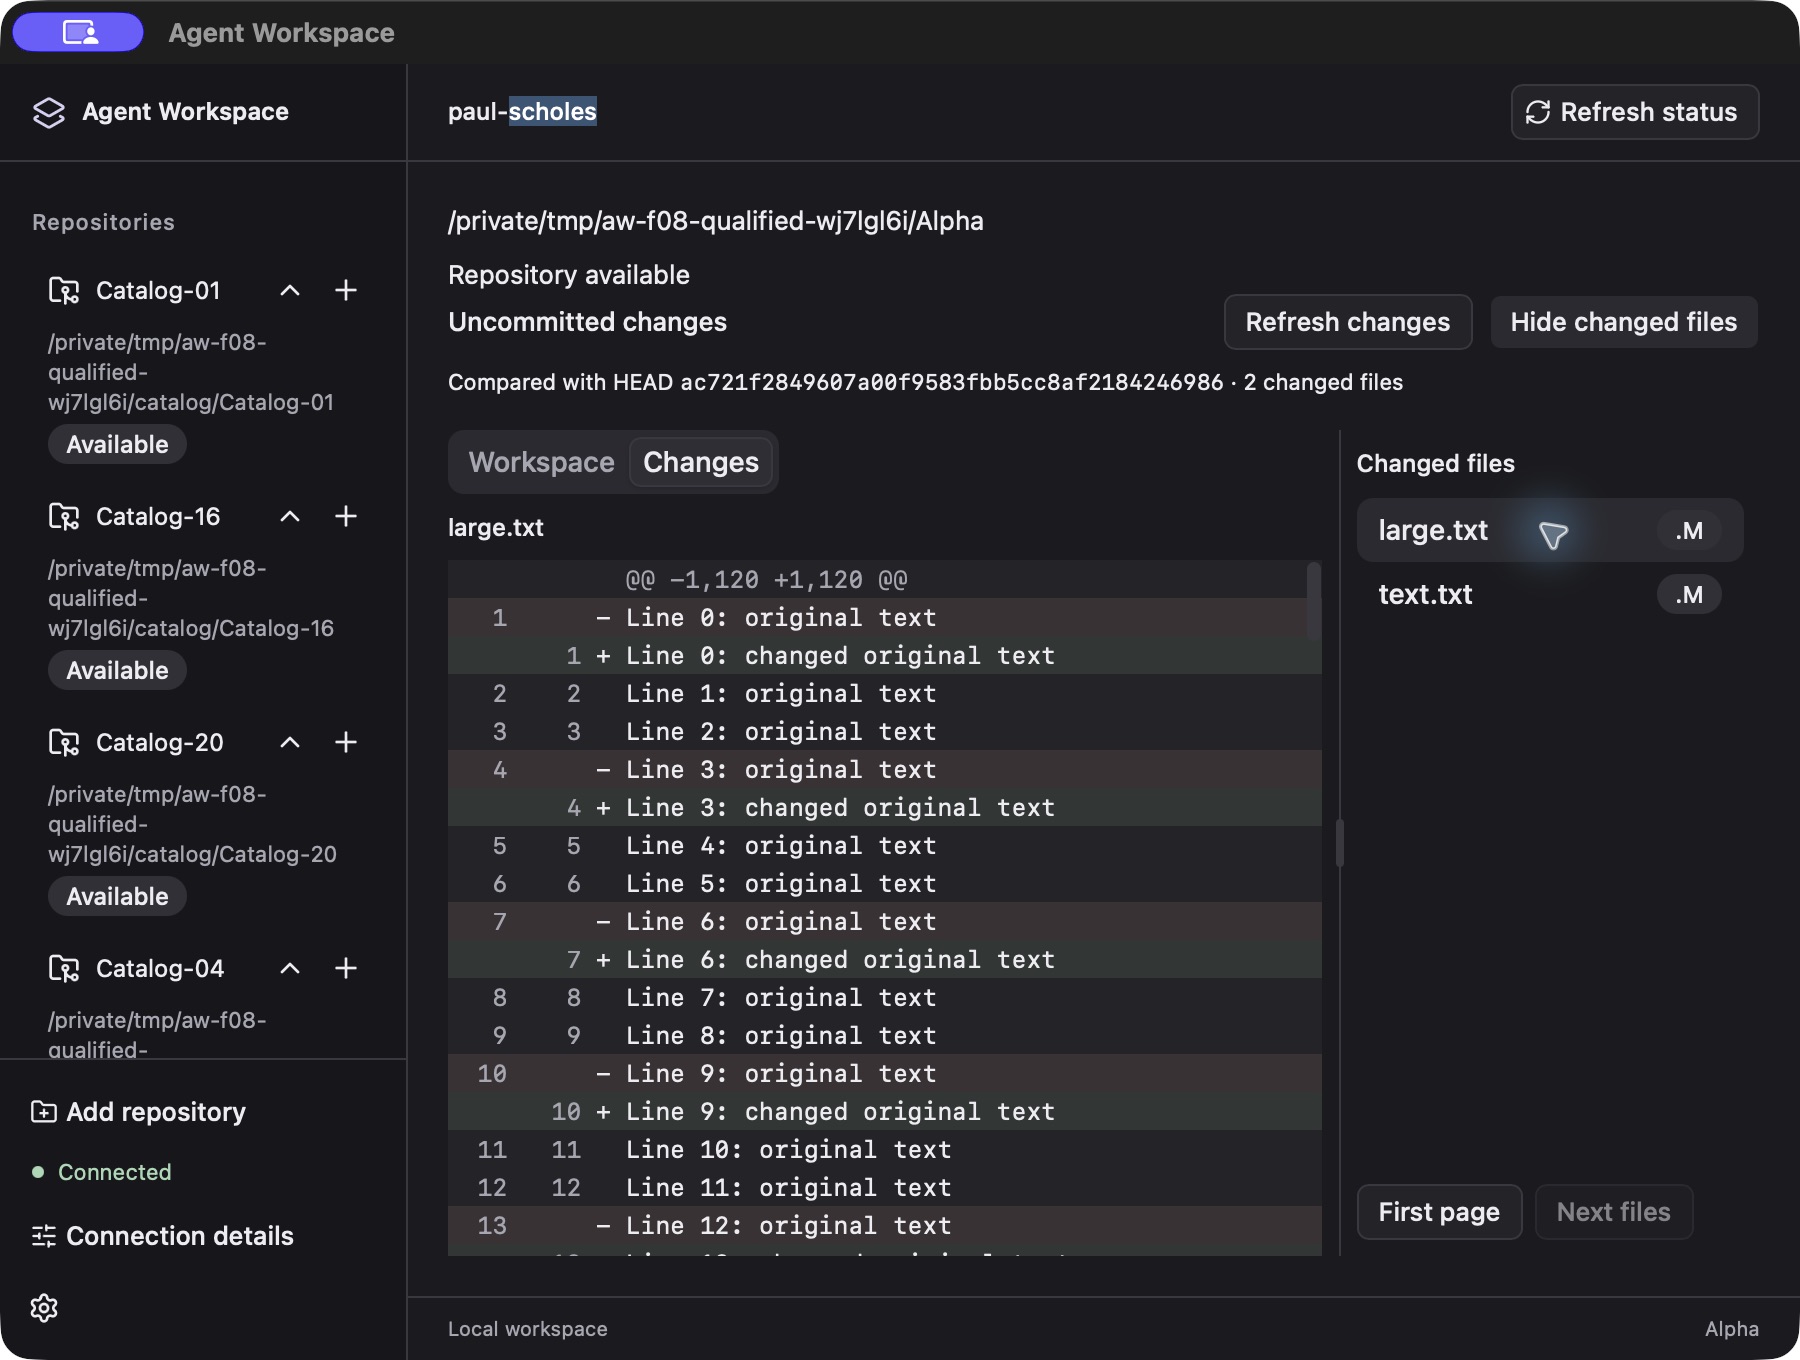 Agent Workspace
Agent Workspace
Repositories
Catalog-01
/private/tmp/aw-f08-
qualified-
wj7lgl6i/catalog/Catalog-01
Available
Catalog-16
/private/tmp/aw-f08-
qualified-
wj7lgl6i/catalog/Catalog-16
Available
Catalog-20
/private/tmp/aw-f08-
qualified-
wj7lgl6i/catalog/Catalog-20
Available
Catalog-04
/private/tmp/aw-f08-
qualified-
Add repository
Connected
Connection details
paul-scholes
Refresh status
/private/tmp/aw-f08-qualified-wj7lgl6i/Alpha
Repository available
Uncommitted changes
Refresh changes
Hide changed files
Compared with HEAD ac721f2849607a00f9583fbb5cc8af2184246986 · 2 changed files
Workspace
Changes
large.txt
@@ -1,120 +1,120 @@
1 - Line 0: original text
1 + Line 0: changed original text
2 2 Line 1: original text
3 3 Line 2: original text
4 - Line 3: original text
4 + Line 3: changed original text
5 5 Line 4: original text
6 6 Line 5: original text
7 - Line 6: original text
7 + Line 6: changed original text
8 8 Line 7: original text
9 9 Line 8: original text
10 - Line 9: original text
10 + Line 9: changed original text
11 11 Line 10: original text
12 12 Line 11: original text
13 - Line 12: original text
Changed files
large.txt .M
text.txt .M
First page
Next files
Local workspace
Alpha